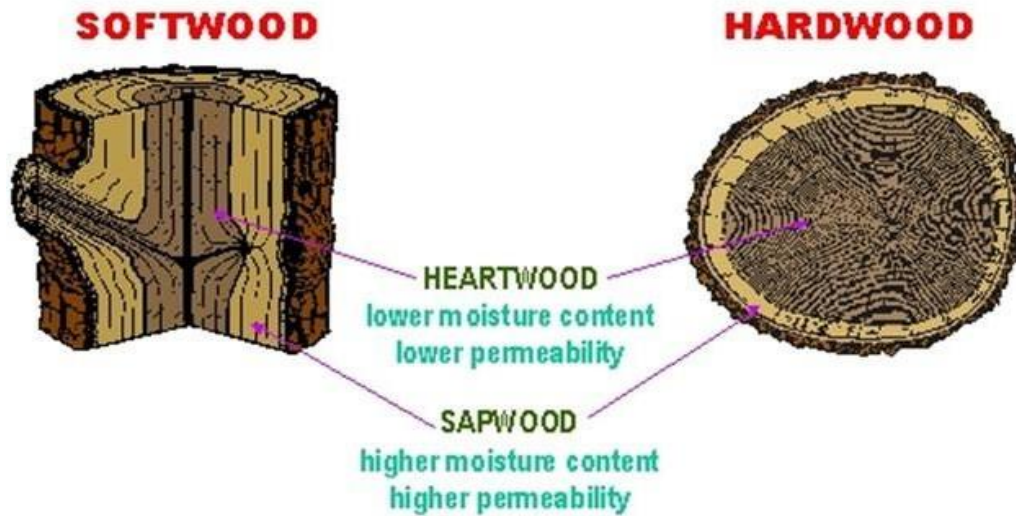 SOFTWOOD
HARDWOOD
HEARTWOOD
lower moisture content
lower permeability
SAPWOOD
higher moisture content
higher permeability